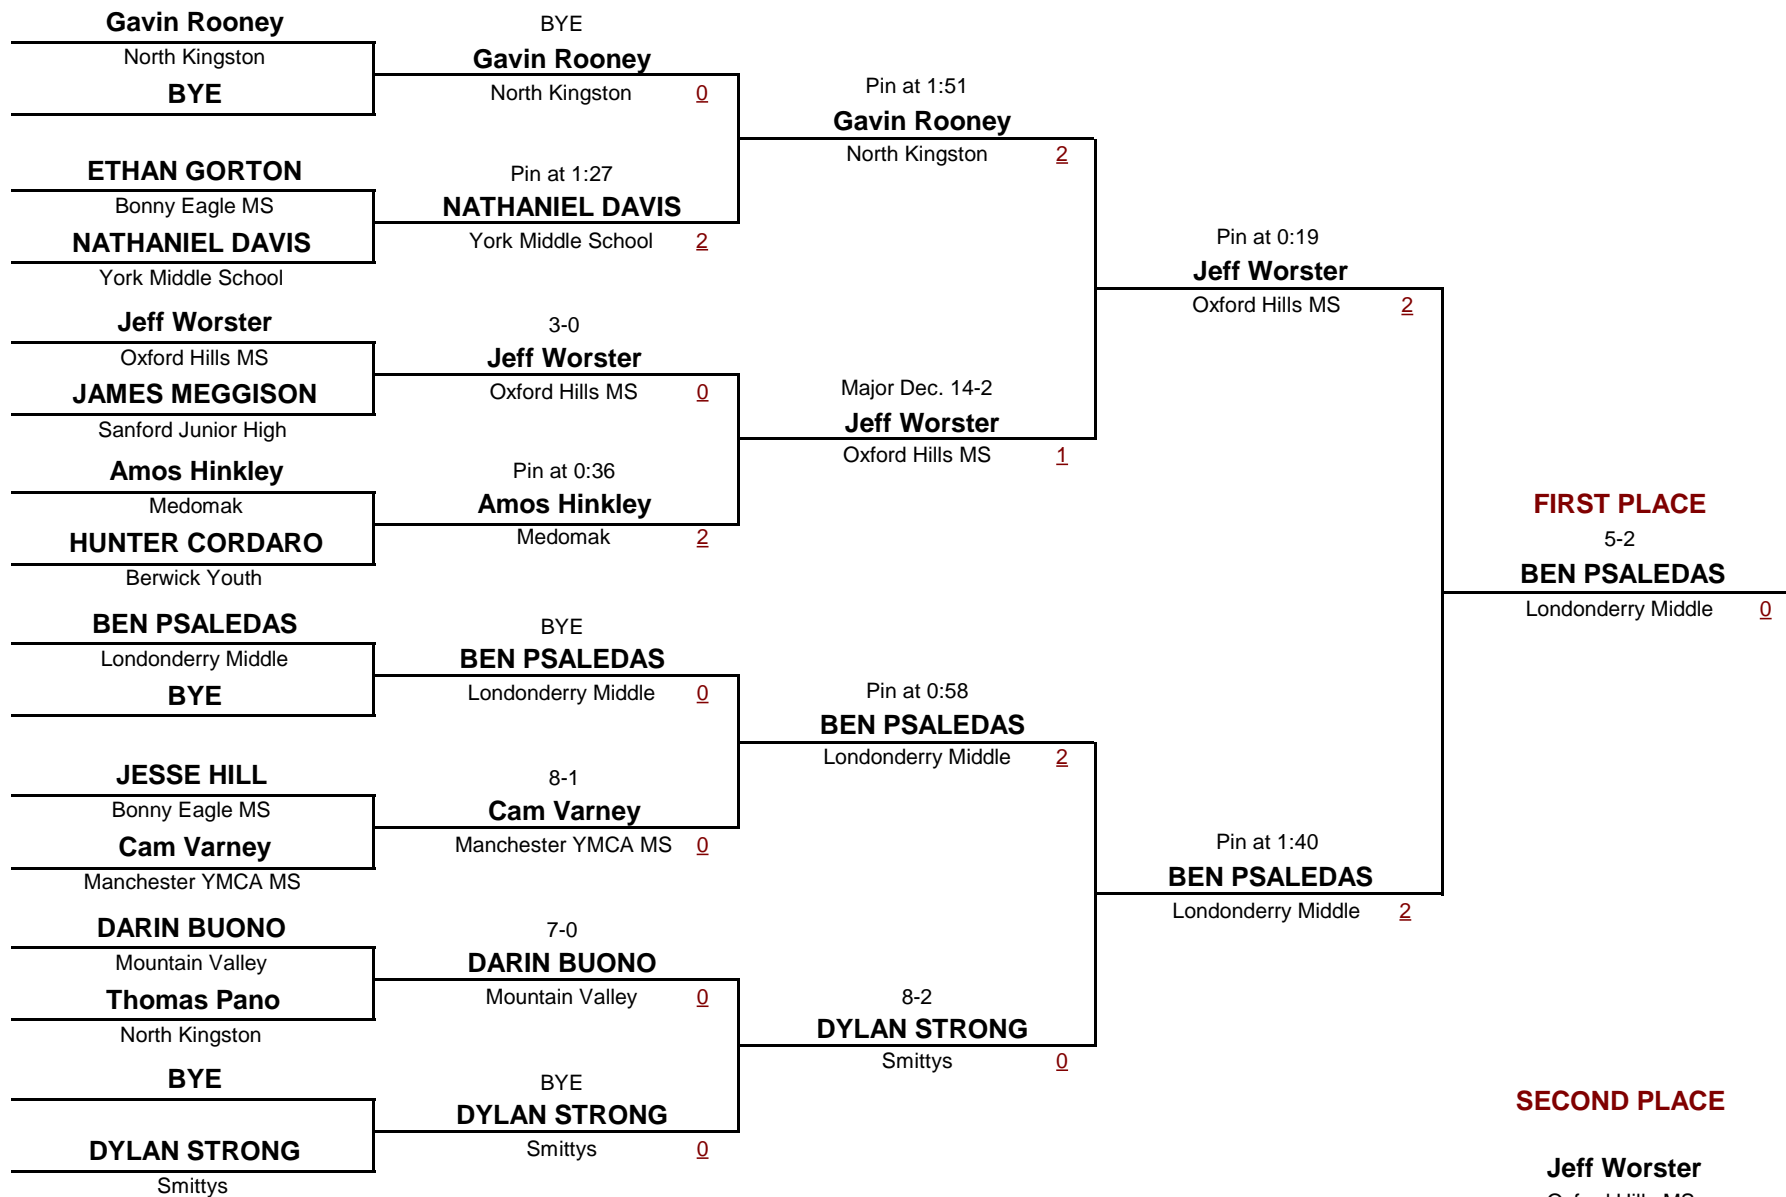 Gavin Rooney
North Kingston
BYE
ETHAN GORTON
Bonny Eagle MS
NATHANIEL DAVIS
York Middle School
Jeff Worster
Oxford Hills MS
JAMES MEGGISON
Sanford Junior High
Amos Hinkley
Medomak
HUNTER CORDARO
Berwick Youth
BEN PSALEDAS
Londonderry Middle
BYE
JESSE HILL
Bonny Eagle MS
Cam Varney
Manchester YMCA MS
DARIN BUONO
Mountain Valley
Thomas Pano
North Kingston
BYE
DYLAN STRONG
Smittys
BYE
Gavin Rooney
North Kingston 0
Pin at 1:27
NATHANIEL DAVIS
York Middle School 2
3-0
Jeff Worster
Oxford Hills MS 0
Pin at 0:36
Amos Hinkley
Medomak 2
BYE
BEN PSALEDAS
Londonderry Middle 0
8-1
Cam Varney
Manchester YMCA MS 0
7-0
DARIN BUONO
Mountain Valley 0
BYE
DYLAN STRONG
Smittys 0
Pin at 1:51
Gavin Rooney
North Kingston 2
Major Dec. 14-2
Jeff Worster
Oxford Hills MS 1
Pin at 0:58
BEN PSALEDAS
Londonderry Middle 2
8-2
DYLAN STRONG
Smittys 0
Pin at 0:19
Jeff Worster
Oxford Hills MS 2
Pin at 1:40
BEN PSALEDAS
Londonderry Middle 2
FIRST PLACE
5-2
BEN PSALEDAS
Londonderry Middle 0
SECOND PLACE
Jeff Worster
Oxford Hills MS